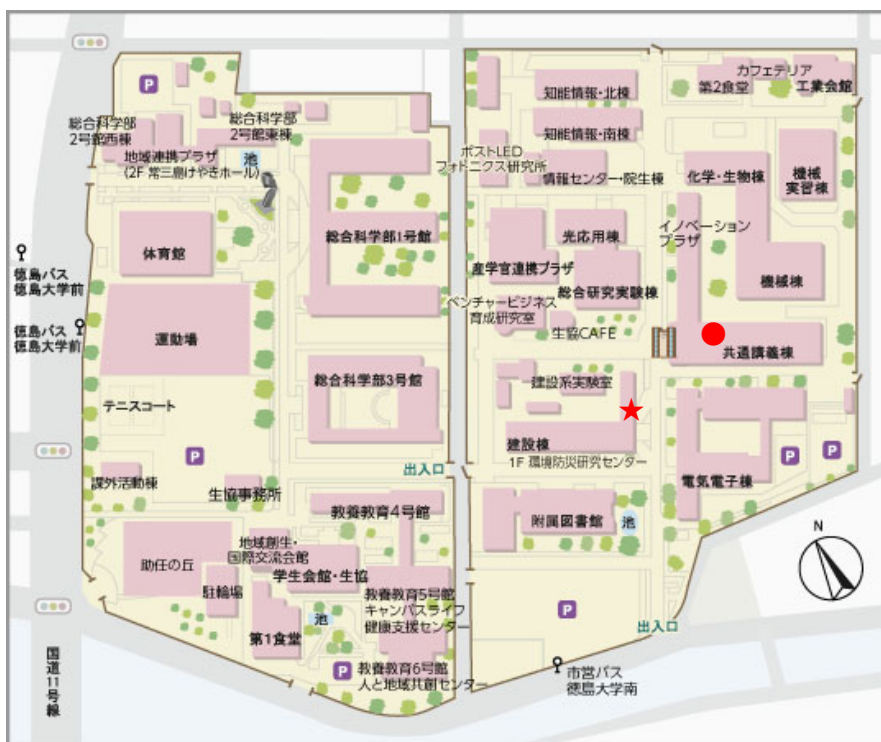 P
カフェテリア
第2食堂
工業会館
知能情報・北棟
総合科学部
2号館西棟
総合科学部
2号館東棟
知能情報・南棟
地域連携プラザ
(2F 常三島けやきホール)
池
ポストLED
フォトニクス研究所
情報センター・院生棟
化学・生物棟
機械
実習棟
総合科学部1号館
光応用棟
イノベーション
プラザ
体育館
産学官連携プラザ
総合研究実験棟
機械棟
徳島バス
徳島大学前
ベンチャービジネス
育成研究室
徳島バス
徳島大学前
運動場
生協CAFE
共通講義棟
総合科学部3号館
建設系実験室
テニスコート
建設棟
1F 環境防災研究センター
P
P
P
出入口
課外活動棟
生協事務所
電気電子棟
教養教育4号館
附属図書館
池
N
地域創生・
国際交流会館
助任の丘
学生会館・生協
駐輪場
教養教育5号館
キャンパスライフ
健康支援センター
P
池
第1食堂
出入口
国道11号線
P
教養教育6号館
人と地域共創センター
市営バス
徳島大学南